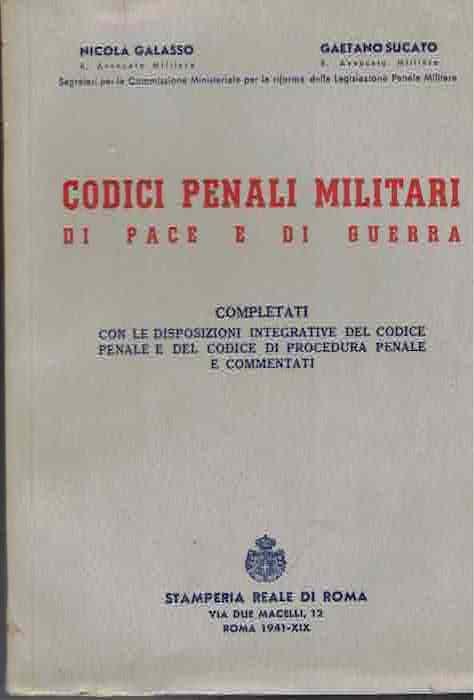 NICOLA GALASSO
R. Avvocato Militare
GAETANO SUCATO
R. Avvocato Militare
Segretari per la Commissione Ministeriale per la riforma della Legislazione Penale Militare
CODICI PENALI MILITARI
DI PACE E DI GUERRA
COMPLETATI
CON LE DISPOSIZIONI INTEGRATIVE DEL CODICE
PENALE E DEL CODICE DI PROCEDURA PENALE
E COMMENTATI
STAMPERIA REALE DI ROMA
VIA DUE MACELLI, 12
ROMA 1941-XIX